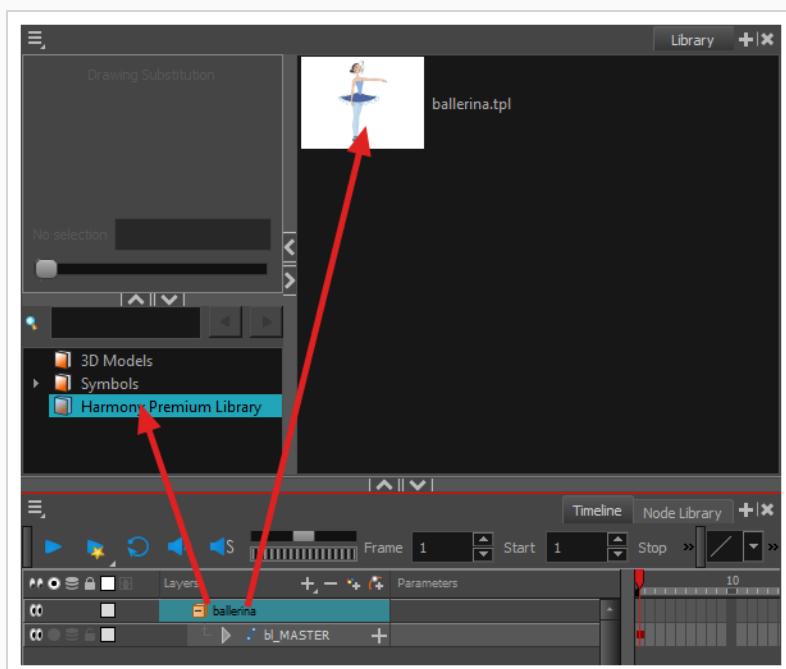 Library
Drawing Substitution
ballerina.tpl
No selection
3D Models
Symbols
Harmony Premium Library
Timeline
Node Library
S
Frame
1
Start
1
Stop
Layers
Parameters
10
ballerina
bl_MASTER